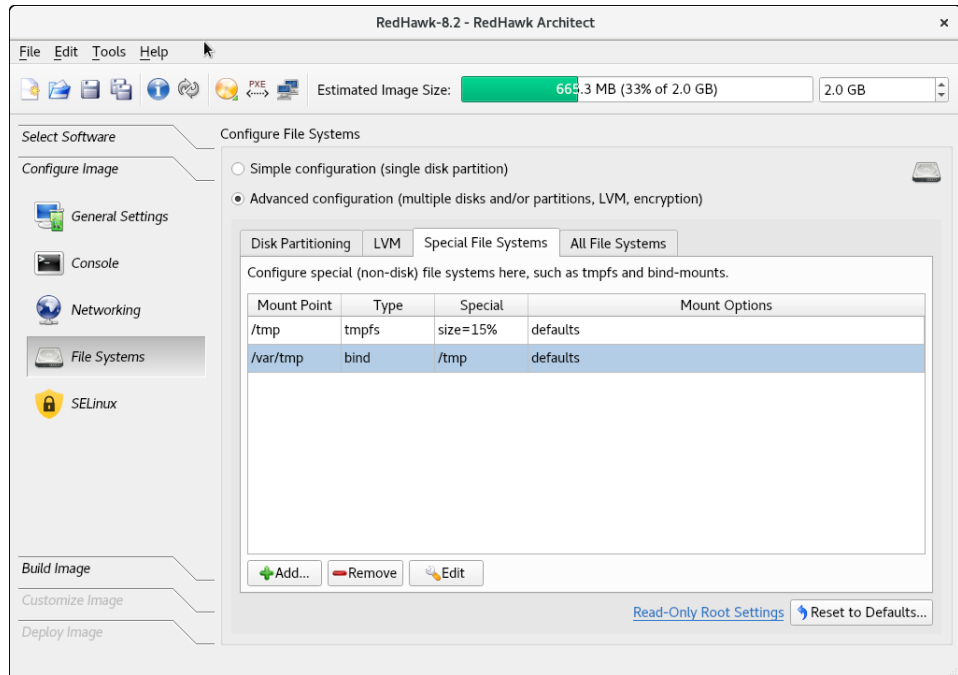 RedHawk-8.2 - RedHawk Architect
File Edit Tools Help
PXE Estimated Image Size: 665.3 MB (33% of 2.0 GB) 2.0 GB
Select Software
Configure Image
General Settings
Console
Networking
File Systems
SELinux
Build Image
Customize Image
Deploy Image
Configure File Systems
Simple configuration (single disk partition)
Advanced configuration (multiple disks and/or partitions, LVM, encryption)
Disk Partitioning LVM Special File Systems All File Systems
Configure special (non-disk) file systems here, such as tmpfs and bind-mounts.
Mount Point Type Special Mount Options
/tmp tmpfs size=15% defaults
/var/tmp bind /tmp defaults
Add... Remove Edit
Read-Only Root Settings Reset to Defaults...